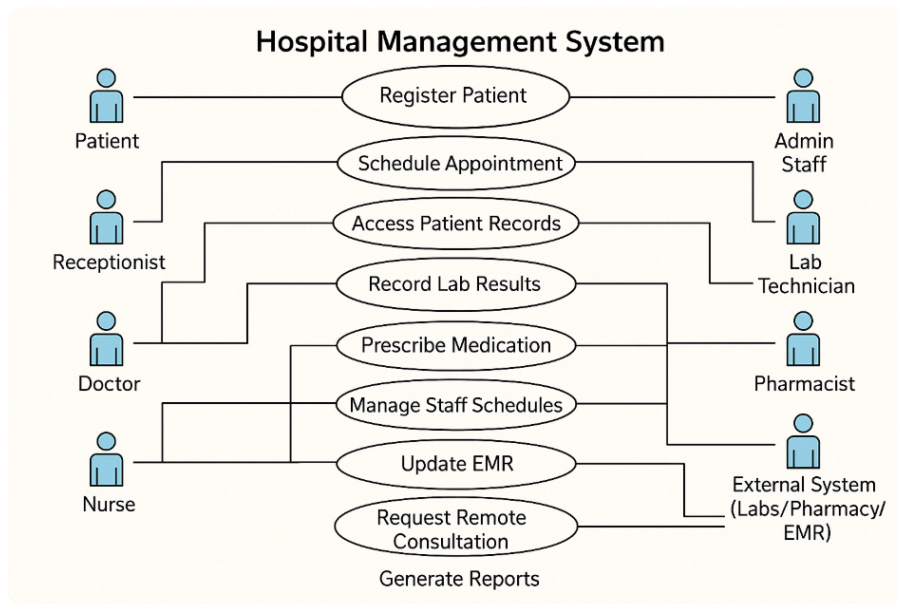 Hospital Management System
Patient
Register Patient
Admin
Staff
Schedule Appointment
Receptionist
Access Patient Records
Lab
Technician
Record Lab Results
Doctor
Prescribe Medication
Pharmacist
Manage Staff Schedules
Nurse
Update EMR
External System
(Labs/Pharmacy/
EMR)
Request Remote
Consultation
Generate Reports